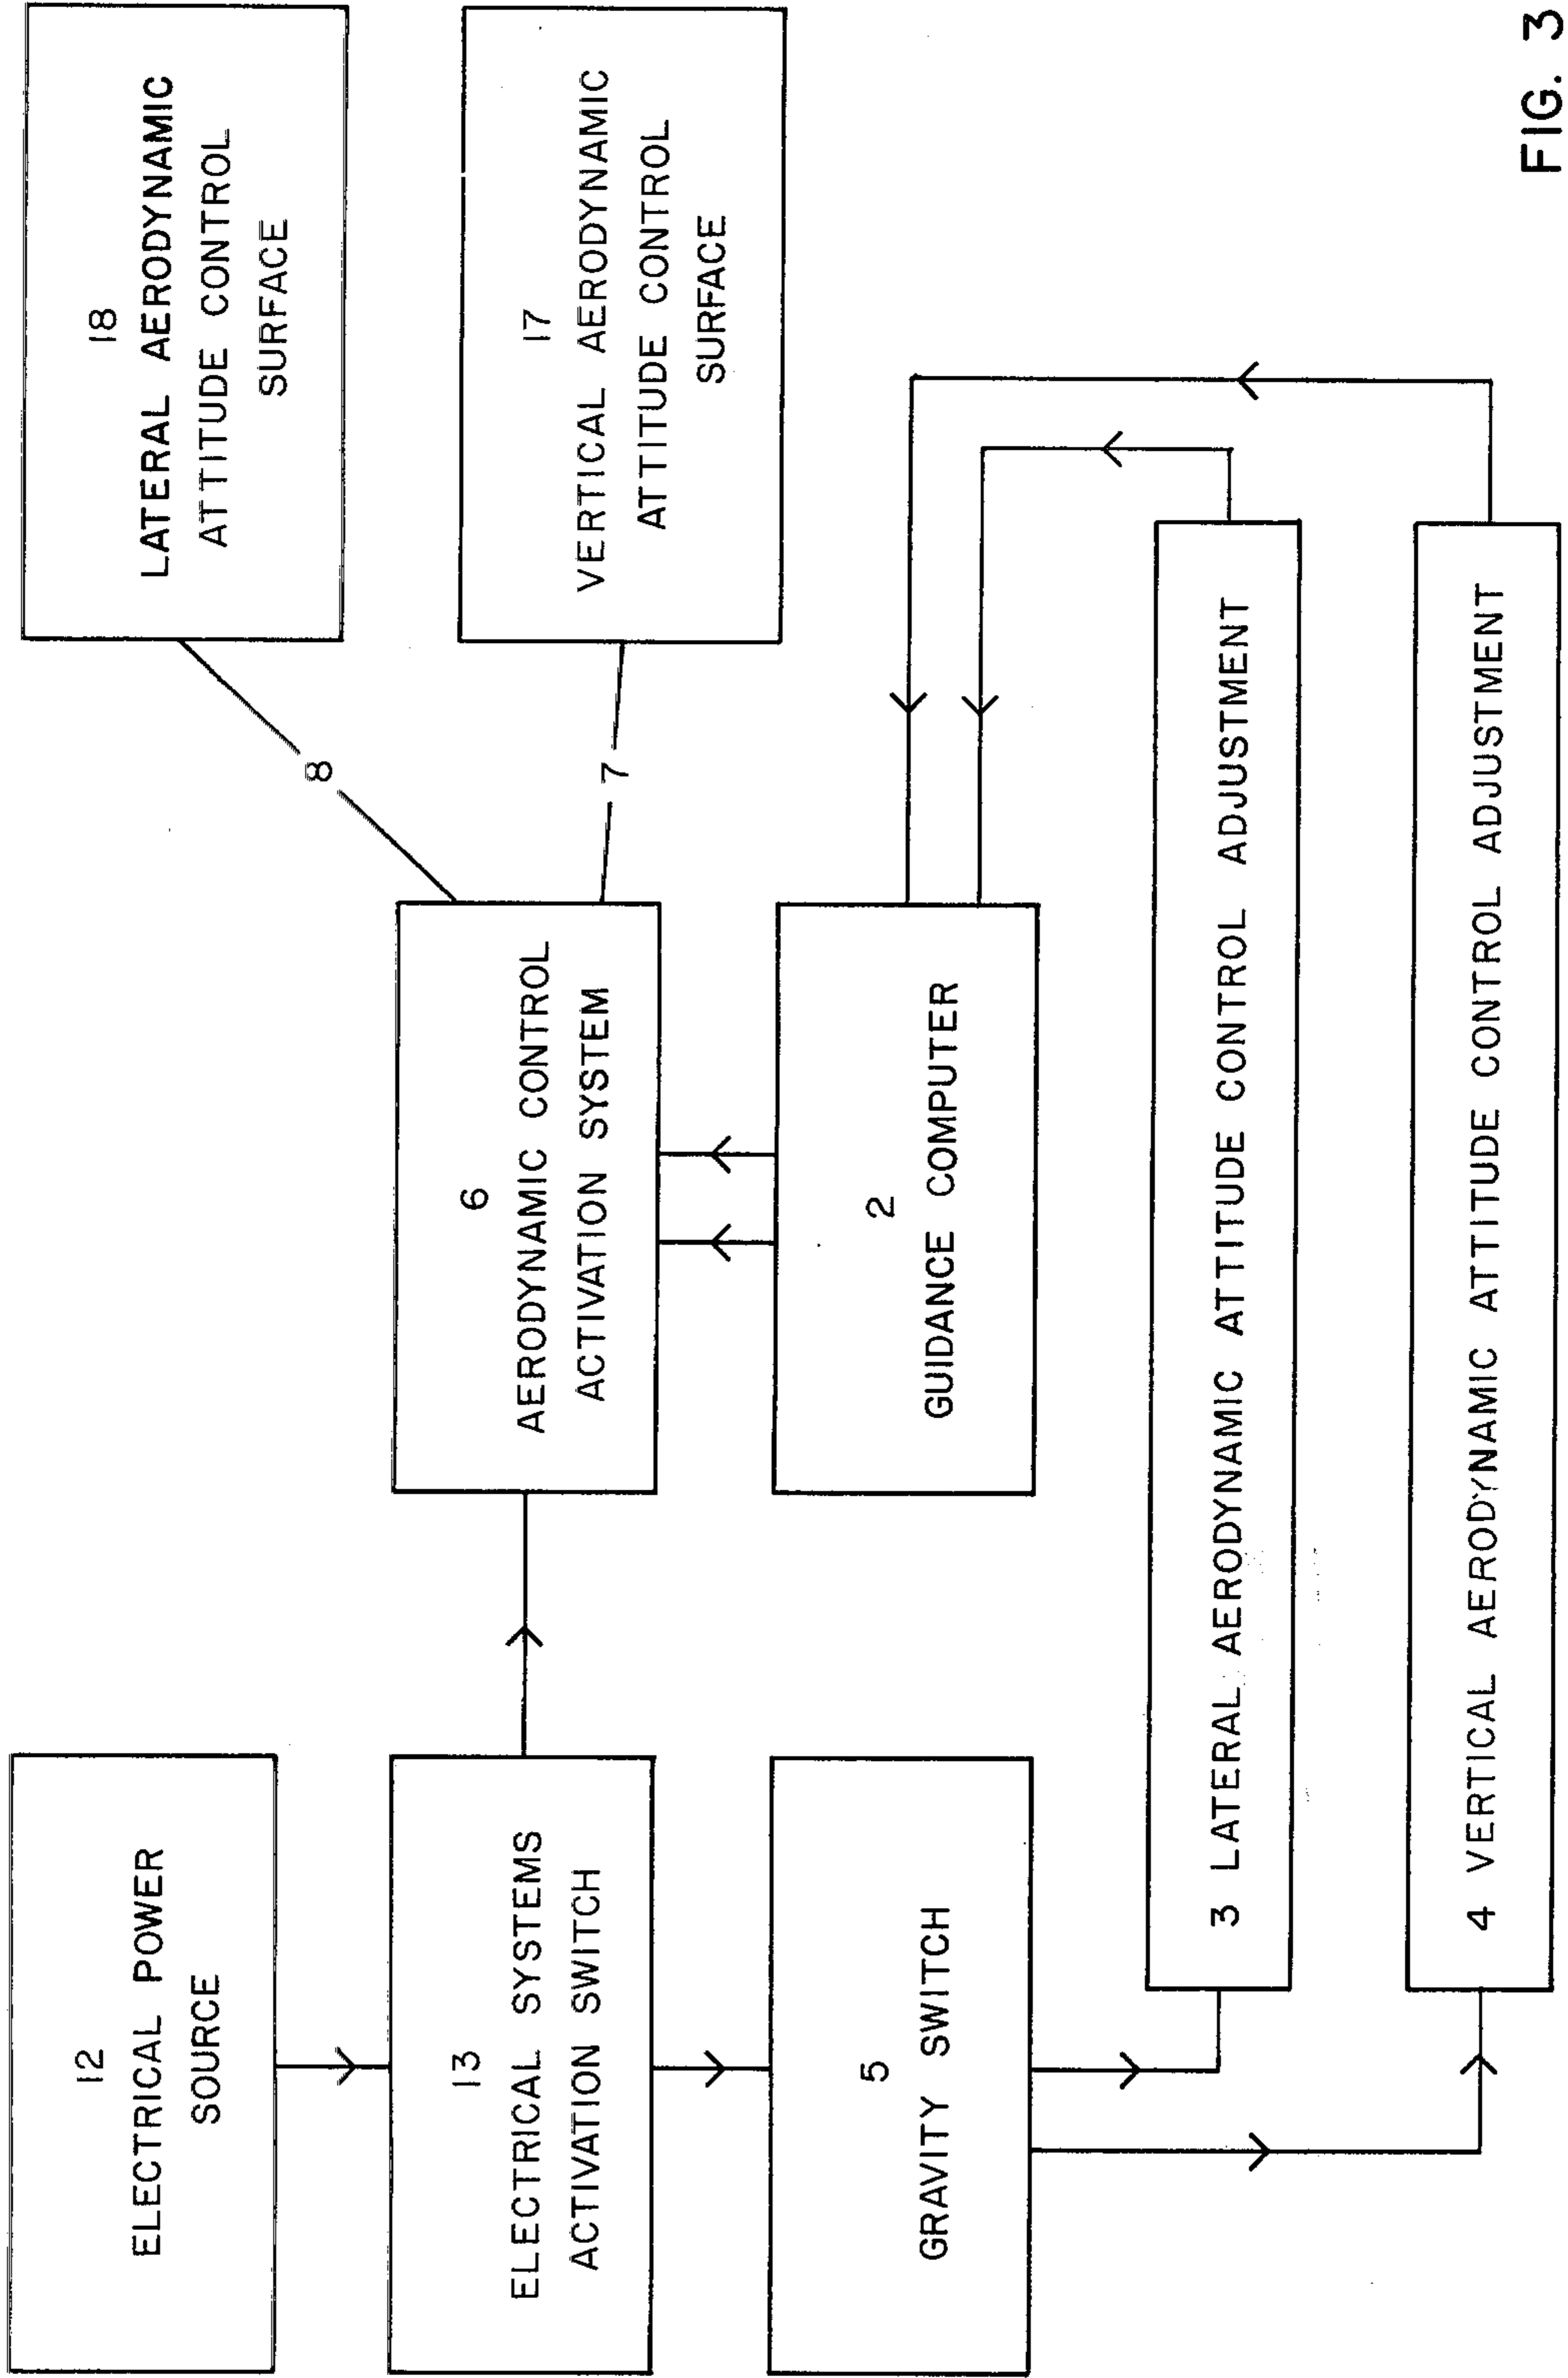 12
ELECTRICAL POWER
SOURCE
13
ELECTRICAL SYSTEMS
ACTIVATION SWITCH
5
GRAVITY SWITCH
6
AERODYNAMIC CONTROL
ACTIVATION SYSTEM
2
GUIDANCE COMPUTER
8
7
18
LATERAL AERODYNAMIC
ATTITUDE CONTROL
SURFACE
17
VERTICAL AERODYNAMIC
ATTITUDE CONTROL
SURFACE
3 LATERAL AERODYNAMIC ATTITUDE CONTROL ADJUSTMENT
4 VERTICAL AERODYNAMIC ATTITUDE CONTROL ADJUSTMENT
FIG. 3